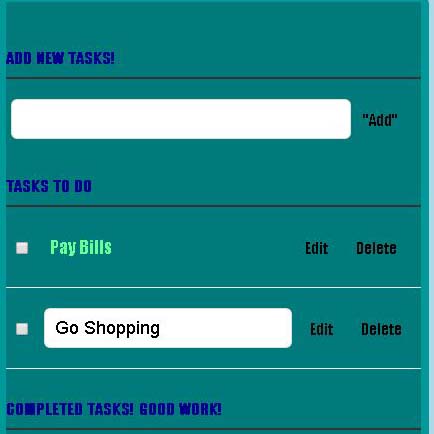 ADD NEW TASKS!
"Add"
TASKS TO DO
Pay Bills Edit Delete
Go Shopping Edit Delete
COMPLETED TASKS! GOOD WORK!